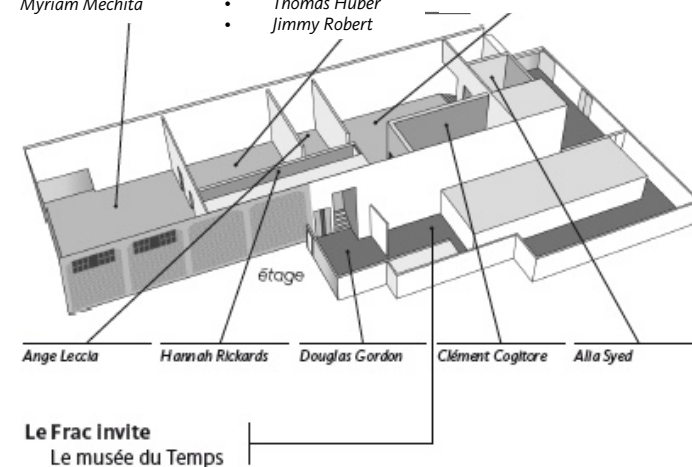 Myriam Mechita
• Thomas Huber
• Jimmy Robert
étage
Ange Leccia
Hannah Rickards
Douglas Gordon
Clément Cogitore
Alia Syed
Le Frac invite
Le musée du Temps